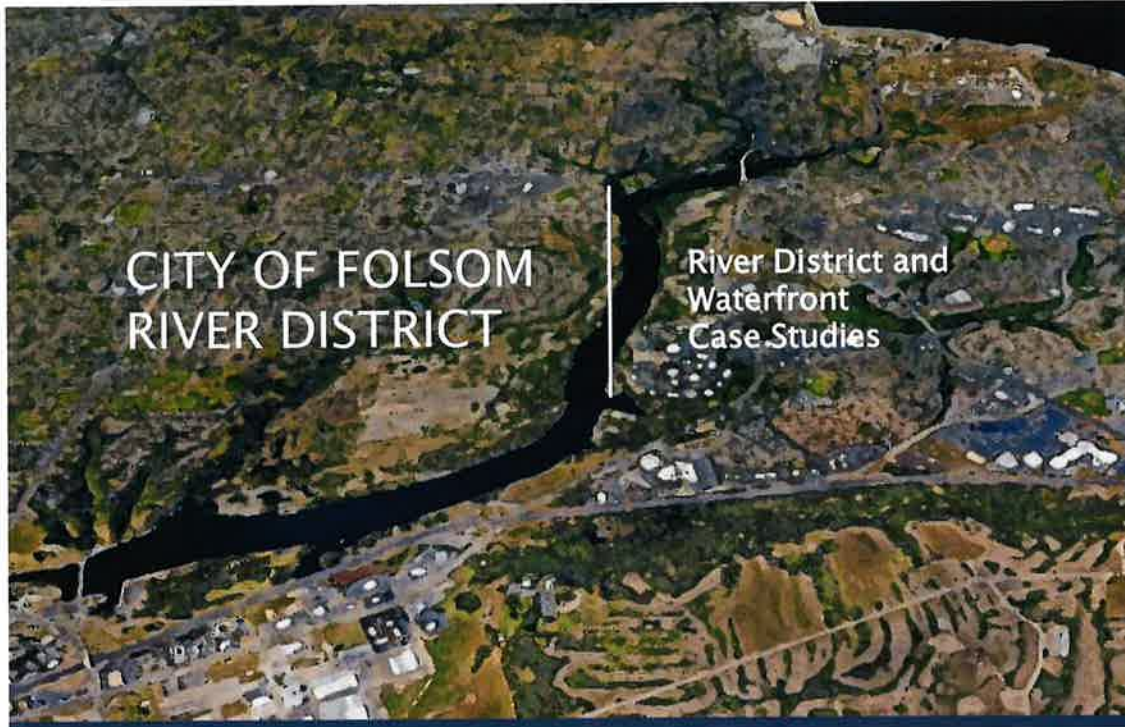 CITY OF FOLSOM
RIVER DISTRICT
River District and
Waterfront
Case Studies